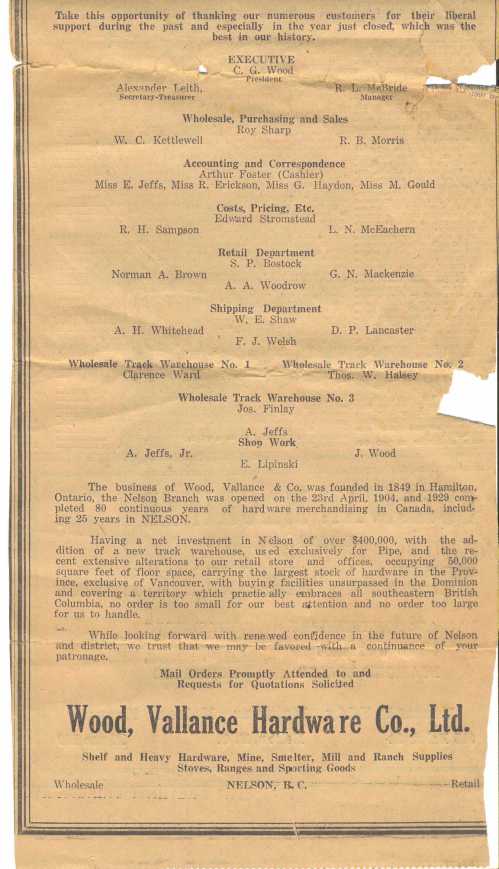 Take this opportunity of thanking our numerous customers for their liberal
support during the past and especially in the year just closed, which was the
best in our history.
EXECUTIVE
C. G. Wood
President
Alexander Leith, R. L. McBride
Secretary-Treasurer Manager
Wholesale, Purchasing and Sales
Roy Sharp
W. C. Kettlewell R. B. Morris
Accounting and Correspondence
Arthur Foster (Cashier)
Miss E. Jeffs, Miss R. Erickson, Miss G. Haydon, Miss M. Gould
Costs, Pricing, Etc.
Edward Stromstead
R. H. Sampson L. N. McEachern
Retail Department
S. P. Bostock
Norman A. Brown G. N. Mackenzie
A. A. Woodrow
Shipping Department
W. E. Shaw
A. H. Whitehead D. P. Lancaster
F. J. Welsh
Wholesale Track Warehouse No. 1 Wholesale Track Warehouse No. 2
Clarence Ward Thos. W. Halsey
Wholesale Track Warehouse No. 3
Jos. Finlay
A. Jeffs
Shop Work
A. Jeffs, Jr. J. Wood
E. Lipinski
The business of Wood, Vallance & Co. was founded in 1849 in Hamilton,
Ontario, the Nelson Branch was opened on the 23rd April, 1904, and 1929 com-
pleted 80 continuous years of hardware merchandising in Canada, includ-
ing 25 years in NELSON.
Having a net investment in Nelson of over $400,000, with the ad-
dition of a new track warehouse, used exclusively for Pipe, and the re-
cent extensive alterations to our retail store and offices, occupying 50,000
square feet of floor space, carrying the largest stock of hardware in the Prov-
ince, exclusive of Vancouver, with buying facilities unsurpassed in the Dominion
and covering a territory which practically embraces all southeastern British
Columbia, no order is too small for our best attention and no order too large
for us to handle.
While looking forward with renewed confidence in the future of Nelson
and district, we trust that we may be favored with a continuance of your
patronage.
Mail Orders Promptly Attended to and
Requests for Quotations Solicited
Wood, Vallance Hardware Co., Ltd.
Shelf and Heavy Hardware, Mine, Smelter, Mill and Ranch Supplies
Stoves, Ranges and Sporting Goods
Wholesale NELSON, B. C. Retail